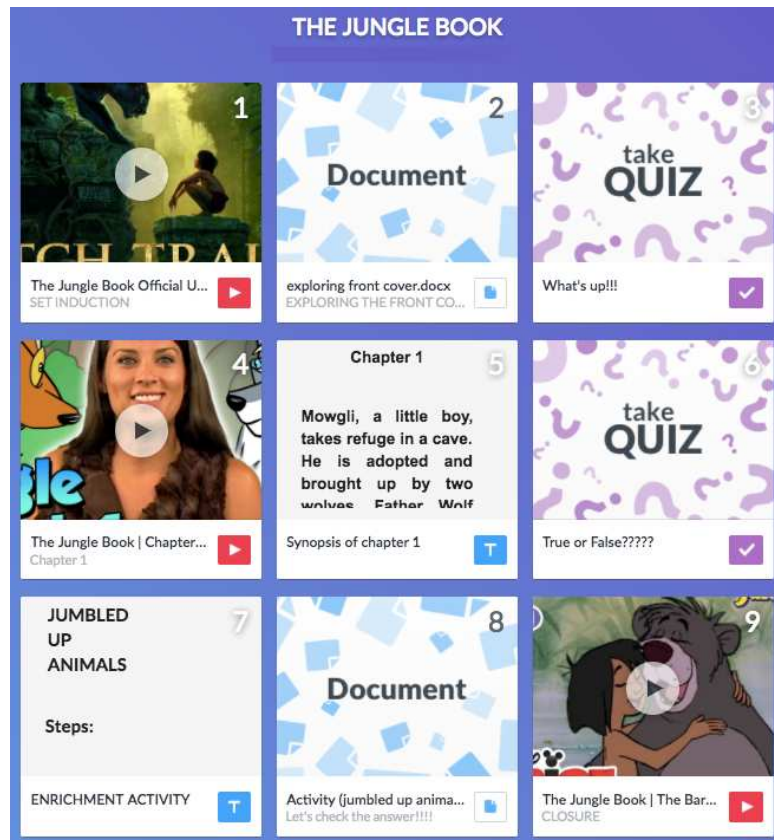 THE JUNGLE BOOK
1
TCH TRAI
The Jungle Book Official U...
SET INDUCTION
2
Document
exploring front cover.docx
EXPLORING THE FRONT CO...
3
take
QUIZ
What's up!!!
4
gle
The Jungle Book | Chapter...
Chapter 1
5
Chapter 1
Mowgli, a little boy,
takes refuge in a cave.
He is adopted and
brought up by two
wolves, Father Wolf
Synopsis of chapter 1
T
6
take
QUIZ
True or False?????
7
JUMBLED
UP
ANIMALS
Steps:
ENRICHMENT ACTIVITY
T
8
Document
Activity (jumbled up anima...
Let's check the answer!!!!
9
The Jungle Book | The Bar...
CLOSURE